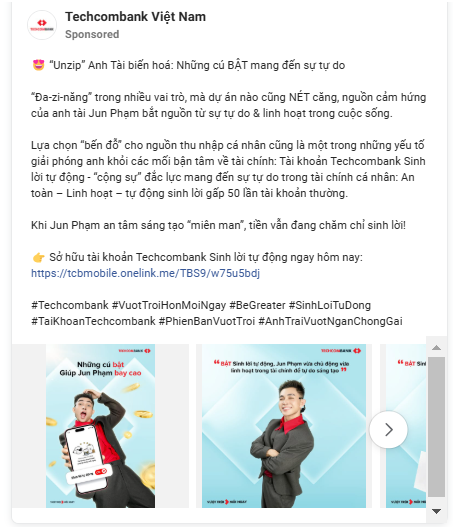 Techcombank Việt Nam
Sponsored
🤩 “Unzip” Anh Tài biến hoá: Những cú BẬT mang đến sự tự do
“Đa-zi-năng” trong nhiều vai trò, mà dự án nào cũng NÉT căng, nguồn cảm hứng
của anh tài Jun Phạm bắt nguồn từ sự tự do & linh hoạt trong cuộc sống.
Lựa chọn “bến đỗ” cho nguồn thu nhập cá nhân cũng là một trong những yếu tố
giải phóng anh khỏi các mối bận tâm về tài chính: Tài khoản Techcombank Sinh
lời tự động - “cộng sự” đắc lực mang đến sự tự do trong tài chính cá nhân: An
toàn – Linh hoạt – tự động sinh lời gấp 50 lần tài khoản thường.
Khi Jun Phạm an tâm sáng tạo “miên man”, tiền vẫn đang chăm chỉ sinh lời!
👉 Sở hữu tài khoản Techcombank Sinh lời tự động ngay hôm nay:
https://tcbmobile.onelink.me/TBS9/w75u5bdj
#Techcombank #VuotTroiHonMoiNgay #BeGreater #SinhLoiTuDong
#TaiKhoanTechcombank #PhienBanVuotTroi #AnhTraiVuotNganChongGai
TECHCOMBANK
Những cú bật
Giúp Jun Phạm bay cao
VƯỢT MỖI NGÀY
TECHCOMBANK
“BẬT Sinh lời tự động, Jun Phạm vừa chủ động vừa
linh hoạt trong tài chính để tự do sáng tạo”
VƯỢT MỖI NGÀY
“BẬT